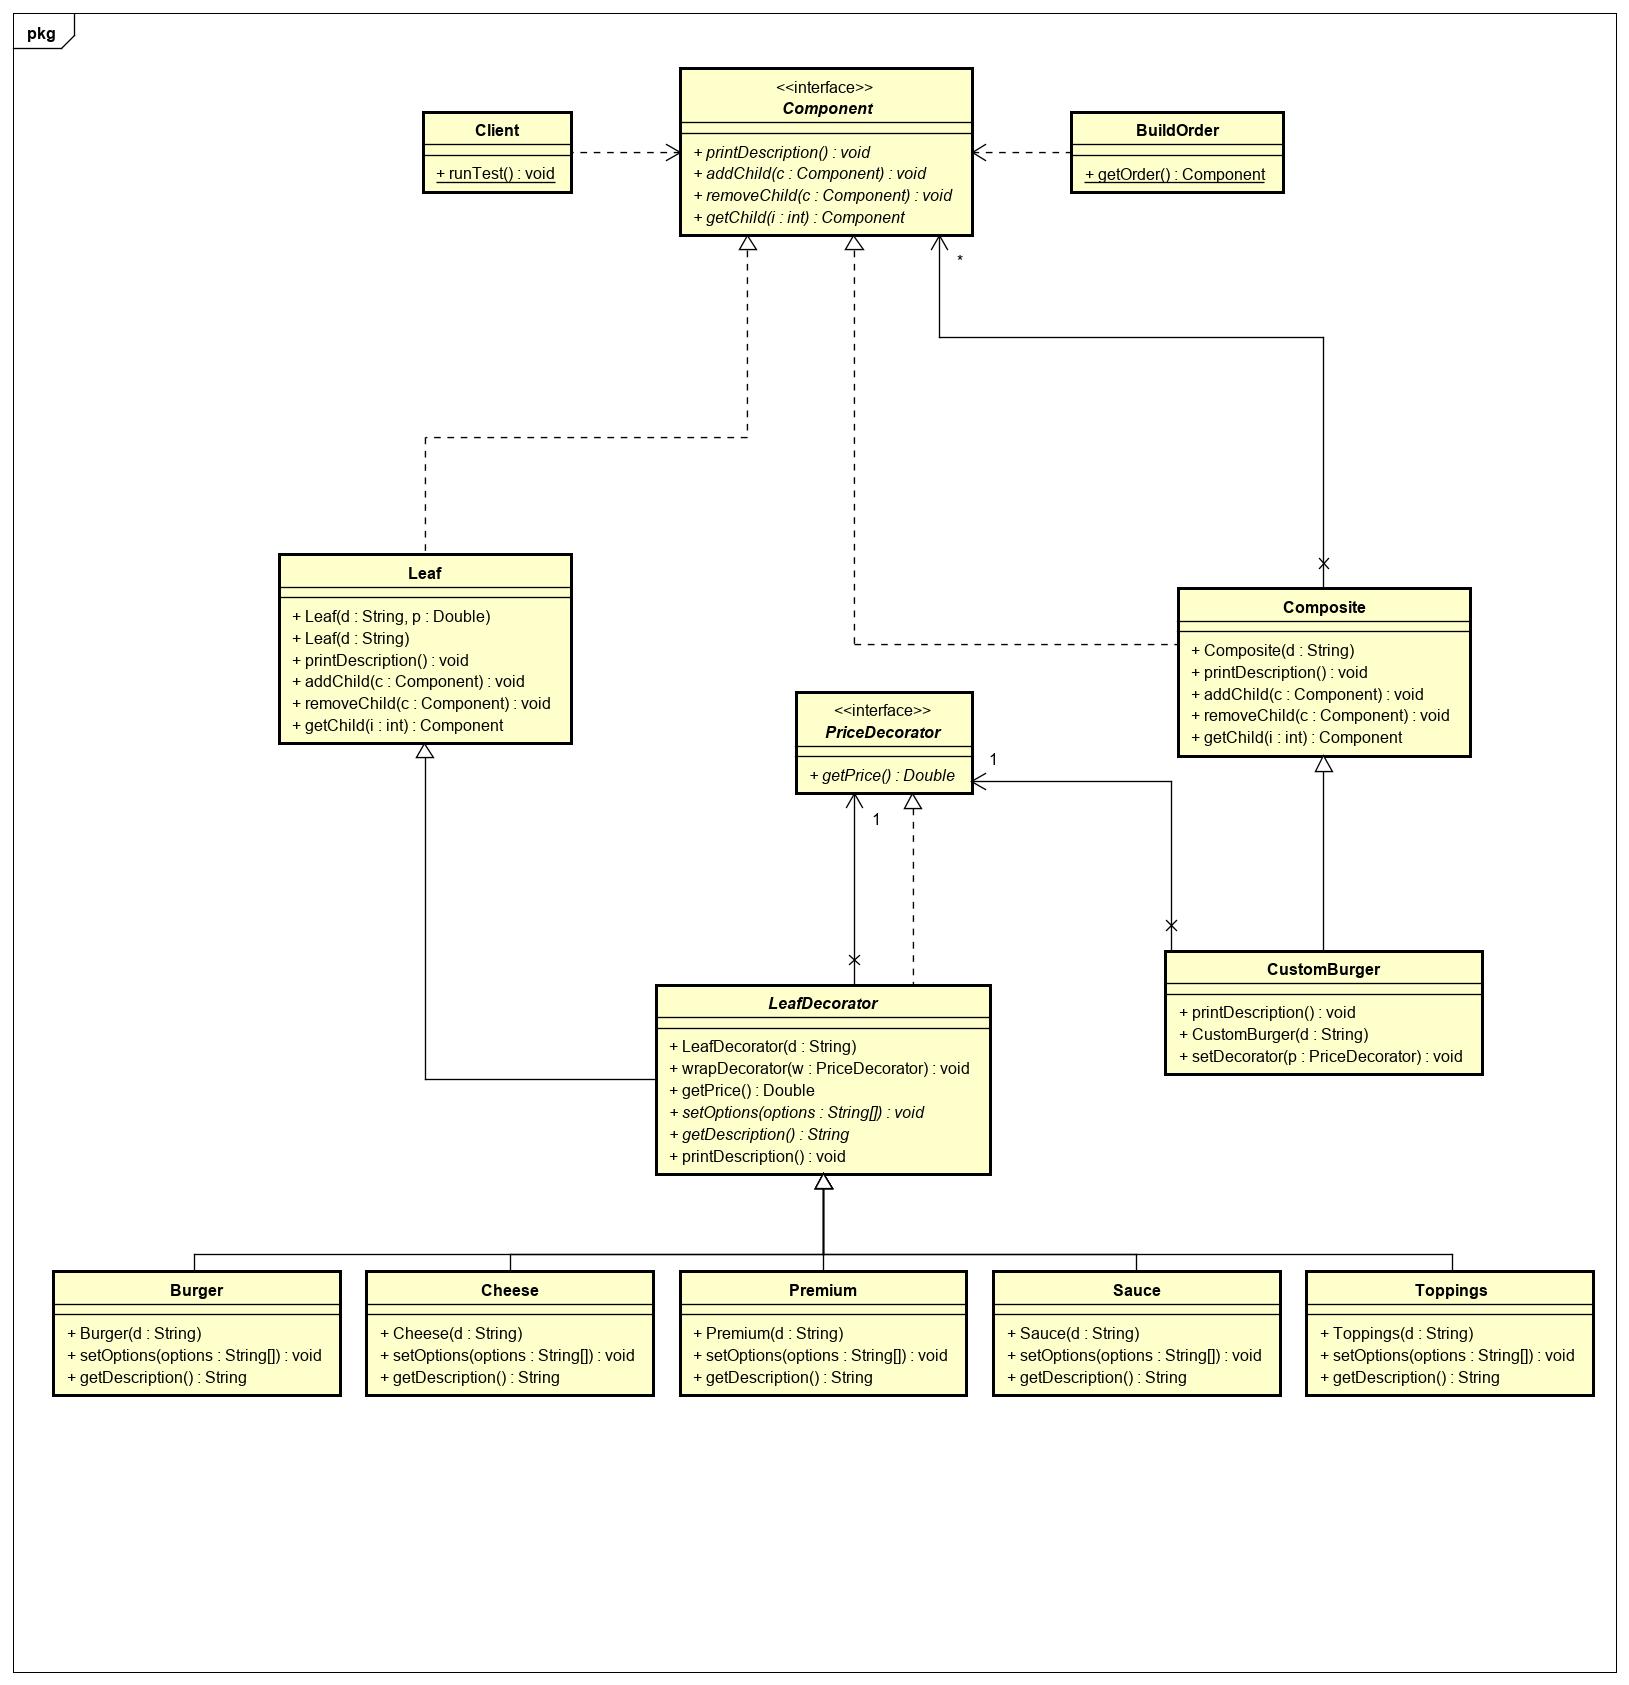 pkg
<<interface>>
Component
+ printDescription() : void
+ addChild(c : Component) : void
+ removeChild(c : Component) : void
+ getChild(i : int) : Component
Client
+ runTest() : void
BuildOrder
+ getOrder() : Component
*
Leaf
+ Leaf(d : String, p : Double)
+ Leaf(d : String)
+ printDescription() : void
+ addChild(c : Component) : void
+ removeChild(c : Component) : void
+ getChild(i : int) : Component
Composite
+ Composite(d : String)
+ printDescription() : void
+ addChild(c : Component) : void
+ removeChild(c : Component) : void
+ getChild(i : int) : Component
<<interface>>
PriceDecorator
+ getPrice() : Double
1
1
LeafDecorator
+ LeafDecorator(d : String)
+ wrapDecorator(w : PriceDecorator) : void
+ getPrice() : Double
+ setOptions(options : String[]) : void
+ getDescription() : String
+ printDescription() : void
CustomBurger
+ printDescription() : void
+ CustomBurger(d : String)
+ setDecorator(p : PriceDecorator) : void
Burger
+ Burger(d : String)
+ setOptions(options : String[]) : void
+ getDescription() : String
Cheese
+ Cheese(d : String)
+ setOptions(options : String[]) : void
+ getDescription() : String
Premium
+ Premium(d : String)
+ setOptions(options : String[]) : void
+ getDescription() : String
Sauce
+ Sauce(d : String)
+ setOptions(options : String[]) : void
+ getDescription() : String
Toppings
+ Toppings(d : String)
+ setOptions(options : String[]) : void
+ getDescription() : String